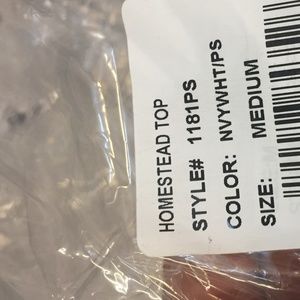 HOMESTEAD TOP
STYLE# 1181PS
COLOR: NVYWHT/PS
SIZE: MEDIUM